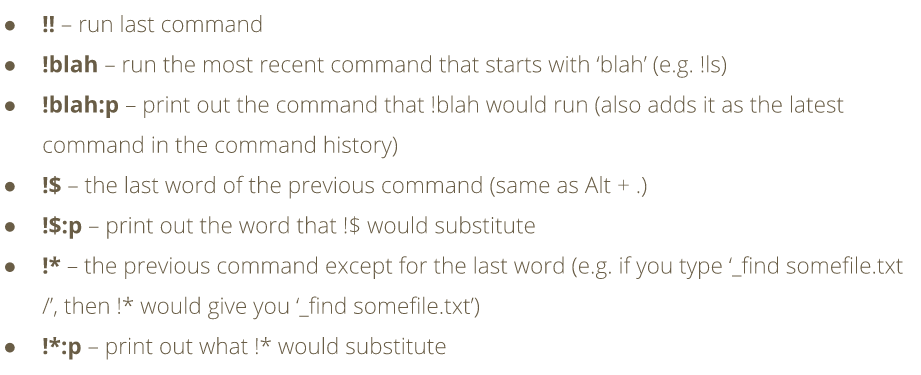 ● !! – run last command
● !blah – run the most recent command that starts with ‘blah’ (e.g. !ls)
● !blah:p – print out the command that !blah would run (also adds it as the latest
command in the command history)
● !$ – the last word of the previous command (same as Alt + .)
● !$:p – print out the word that !$ would substitute
● !* – the previous command except for the last word (e.g. if you type ‘_find somefile.txt
/’, then !* would give you ‘_find somefile.txt’)
● !*:p – print out what !* would substitute